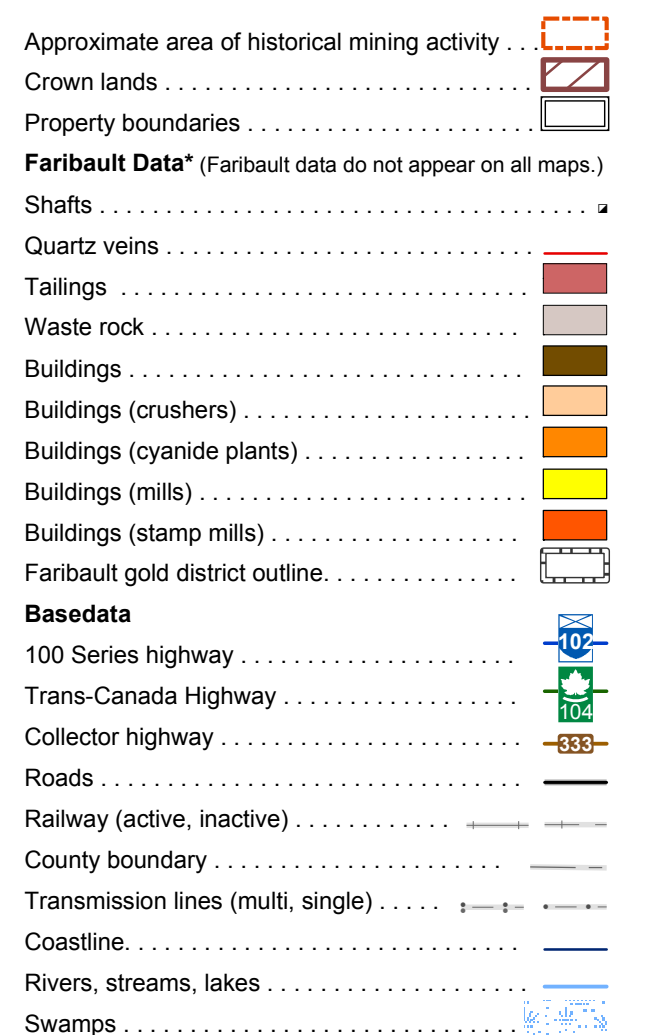 Approximate area of historical mining activity . . .
Crown lands . . . . . . . . . . . . . . . . . . . . . . . . . . . .
Property boundaries . . . . . . . . . . . . . . . . . . . . . .
Faribault Data* (Faribault data do not appear on all maps.)
Shafts . . . . . . . . . . . . . . . . . . . . . . . . . . . . . . . . . . . . .
Quartz veins . . . . . . . . . . . . . . . . . . . . . . . . . . . .
Tailings . . . . . . . . . . . . . . . . . . . . . . . . . . . . . . .
Waste rock . . . . . . . . . . . . . . . . . . . . . . . . . . . .
Buildings . . . . . . . . . . . . . . . . . . . . . . . . . . . . . .
Buildings (crushers) . . . . . . . . . . . . . . . . . . . . . .
Buildings (cyanide plants) . . . . . . . . . . . . . . . . .
Buildings (mills) . . . . . . . . . . . . . . . . . . . . . . . . .
Buildings (stamp mills) . . . . . . . . . . . . . . . . . . .
Faribault gold district outline. . . . . . . . . . . . . . .
Basedata
100 Series highway . . . . . . . . . . . . . . . . . . . . . 102
Trans-Canada Highway . . . . . . . . . . . . . . . . . . 104
Collector highway . . . . . . . . . . . . . . . . . . . . . . . 333
Roads . . . . . . . . . . . . . . . . . . . . . . . . . . . . . . . .
Railway (active, inactive) . . . . . . . . . . . .
County boundary . . . . . . . . . . . . . . . . . . . . . .
Transmission lines (multi, single) . . . . .
Coastline. . . . . . . . . . . . . . . . . . . . . . . . . . . . . .
Rivers, streams, lakes . . . . . . . . . . . . . . . . . . .
Swamps . . . . . . . . . . . . . . . . . . . . . . . . . . . . . .